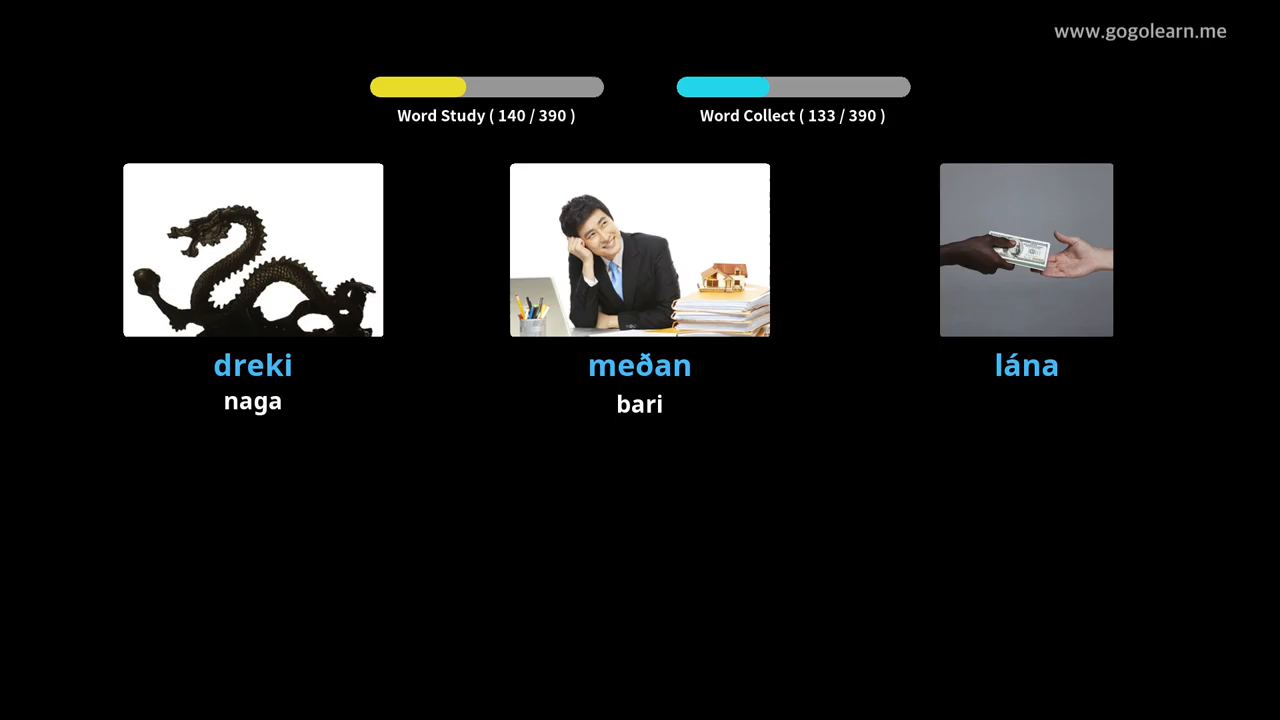 www.gogolearn.me
Word Study ( 140 / 390 )
Word Collect ( 133 / 390 )
dreki
naga
meðan
bari
lána